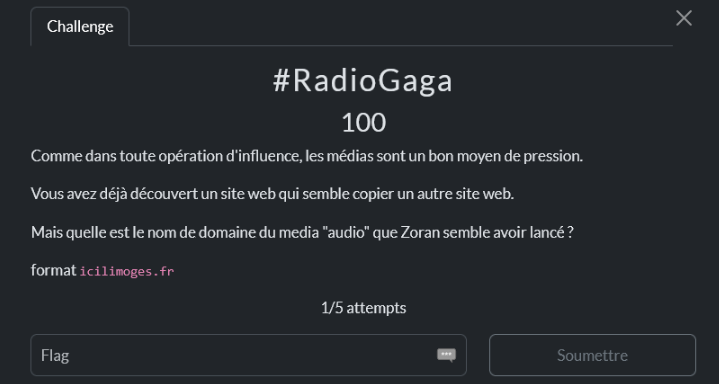 Challenge
#RadioGaga
100
Comme dans toute opération d'influence, les médias sont un bon moyen de pression.
Vous avez déjà découvert un site web qui semble copier un autre site web.
Mais quelle est le nom de domaine du media "audio" que Zoran semble avoir lancé ?
format icilimoges.fr
1/5 attempts
Flag
Soumettre